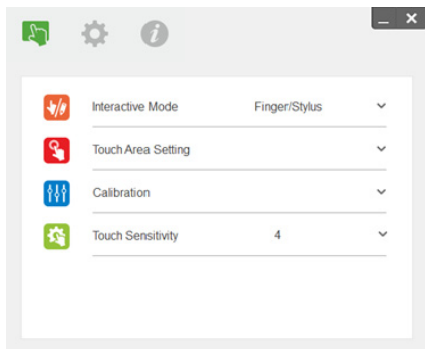 Interactive Mode Finger/Stylus
Touch Area Setting
Calibration
Touch Sensitivity 4